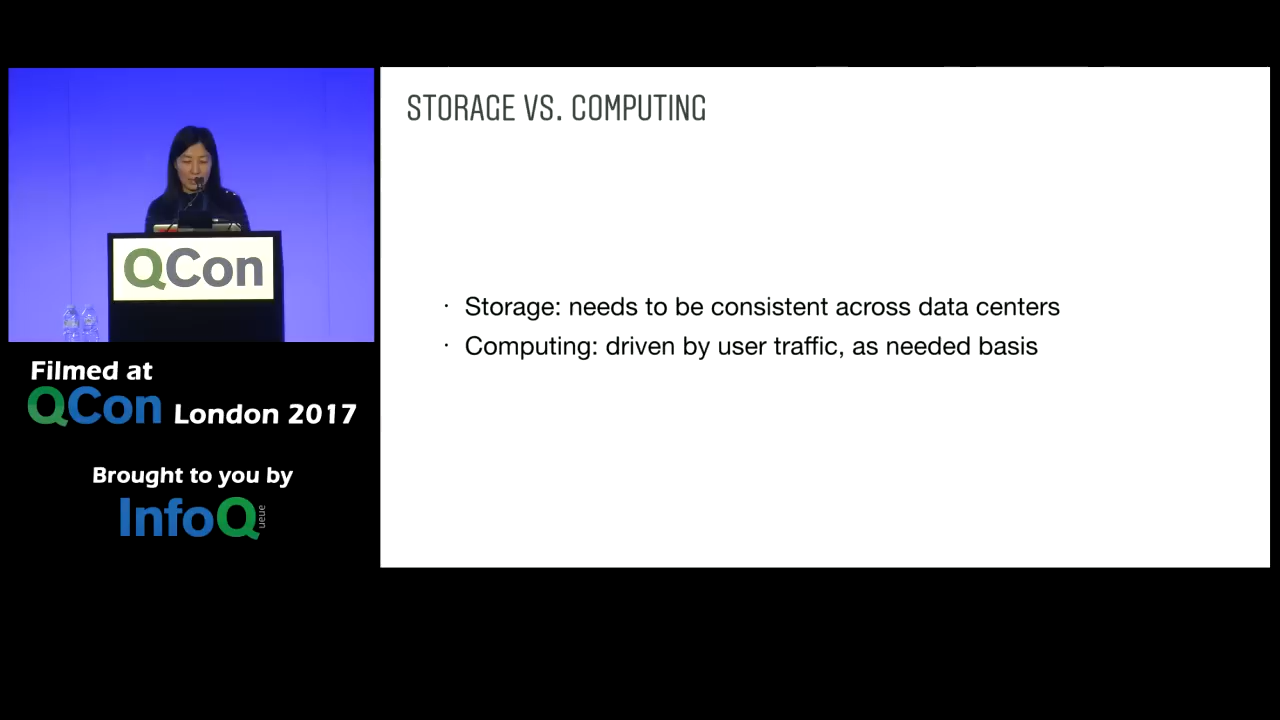 STORAGE VS. COMPUTING
· Storage: needs to be consistent across data centers
· Computing: driven by user traffic, as needed basis
QCon
Filmed at
QCon London 2017
Brought to you by
InfoQ
ueue